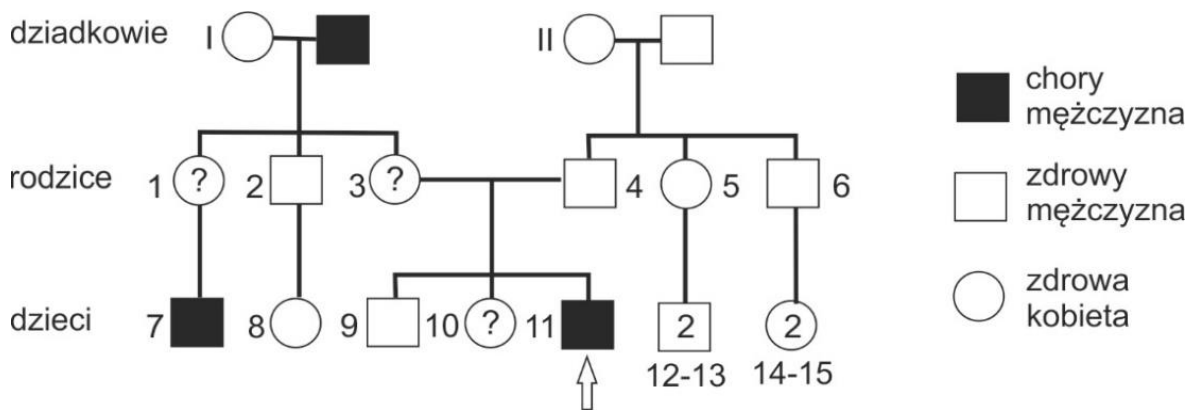 dziadkowie I II
chory
mężczyzna
rodzice 1 ? 2 3 ? 4 5 6
zdrowy
mężczyzna
dzieci 7 8 9 10 ? 11 2 2
12-13 14-15
zdrowa
kobieta